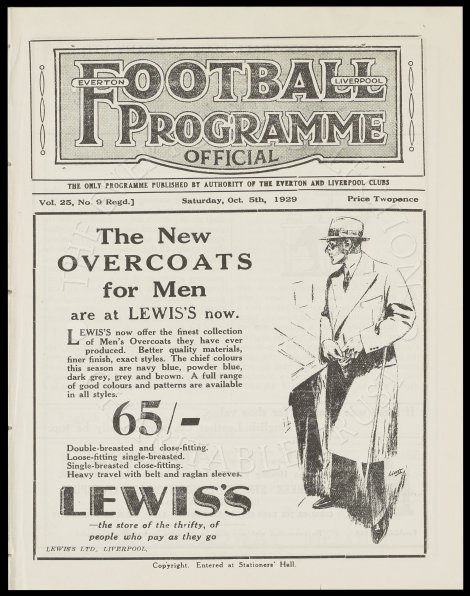 EVERTON LIVERPOOL
FOOTBALL
PROGRAMME
OFFICIAL
THE ONLY PROGRAMME PUBLISHED BY AUTHORITY OF THE EVERTON AND LIVERPOOL CLUBS
Vol. 25, No. 9 Regd.] Saturday, Oct. 5th, 1929 Price Twopence
The New
OVERCOATS
for Men
are at LEWIS'S now.
LEWIS'S now offer the finest collection
of Men's Overcoats they have ever
produced. Better quality materials,
finer finish, exact styles. The chief colours
this season are navy blue, powder blue,
dark grey, grey and brown. A full range
of good colours and patterns are available
in all styles.
65/-
Double-breasted and close-fitting.
Loose-fitting single-breasted.
Single-breasted close-fitting.
Heavy travel with belt and raglan sleeves.
LEWIS'S
—the store of the thrifty, of
people who pay as they go
LEWIS'S LTD, LIVERPOOL.
Copyright. Entered at Stationers' Hall.